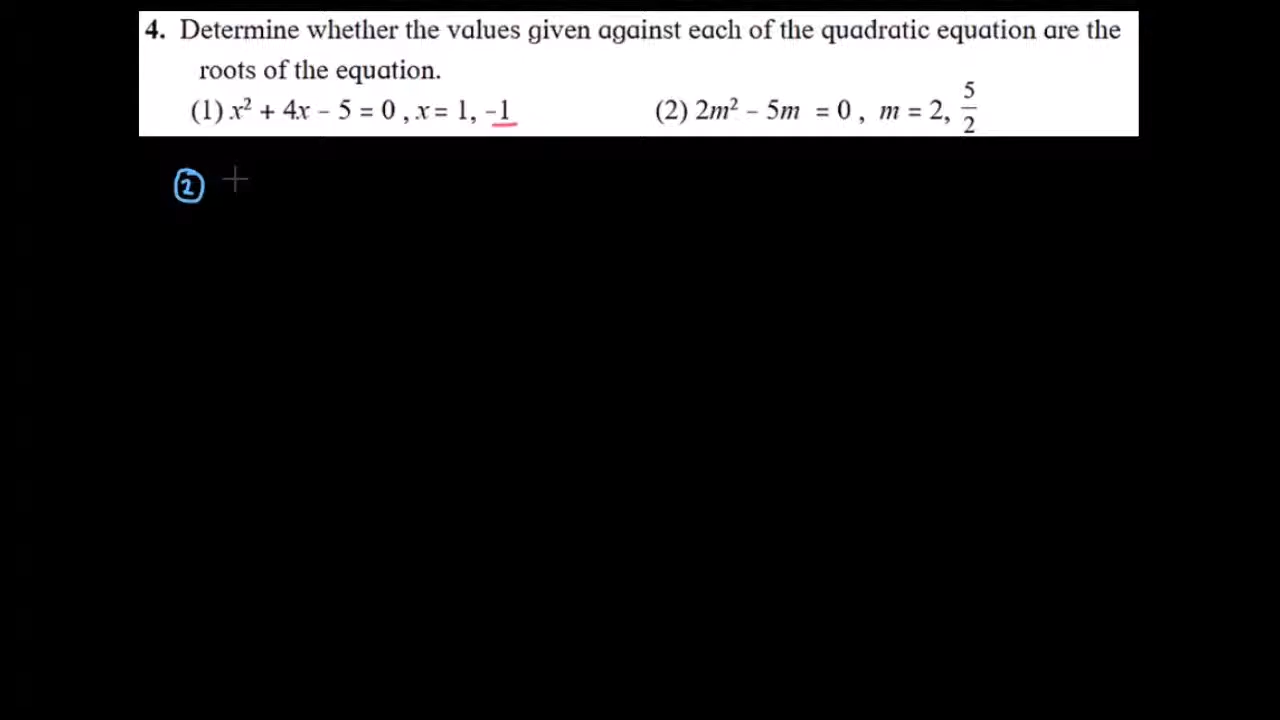 4. Determine whether the values given against each of the quadratic equation are the
roots of the equation.
(1) x² + 4x – 5 = 0 , x = 1, –1 (2) 2m² – 5m = 0 , m = 2, 5/2
②